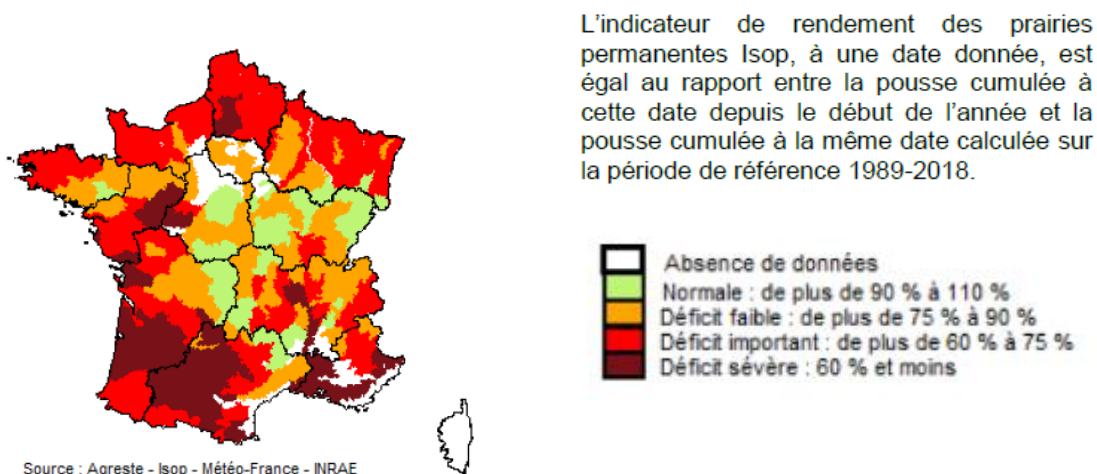 L'indicateur de rendement des prairies
permanentes Isop, à une date donnée, est
égal au rapport entre la pousse cumulée à
cette date depuis le début de l'année et la
pousse cumulée à la même date calculée sur
la période de référence 1989-2018.
Absence de données
Normale : de plus de 90 % à 110 %
Déficit faible : de plus de 75 % à 90 %
Déficit important : de plus de 60 % à 75 %
Déficit sévère : 60 % et moins
Source : Agreste - Isop - Météo-France - INRAE